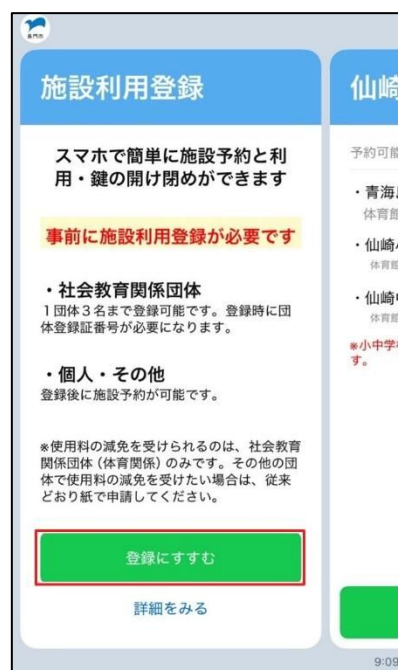 長門市
施設利用登録
スマホで簡単に施設予約と利
用・鍵の開け閉めができます
事前に施設利用登録が必要です
・社会教育関係団体
1団体3名まで登録可能です。登録時に団
体登録証番号が必要になります。
・個人・その他
登録後に施設予約が可能です。
※使用料の減免を受けられるのは、社会教育
関係団体(体育関係)のみです。その他の団
体で使用料の減免を受けたい場合は、従来
どおり紙で申請してください。
登録にすすむ
詳細をみる
仙崎
予約可能
・青海
体育館
・仙崎
体育館
・仙崎
体育館
※小中学
す。
9:09